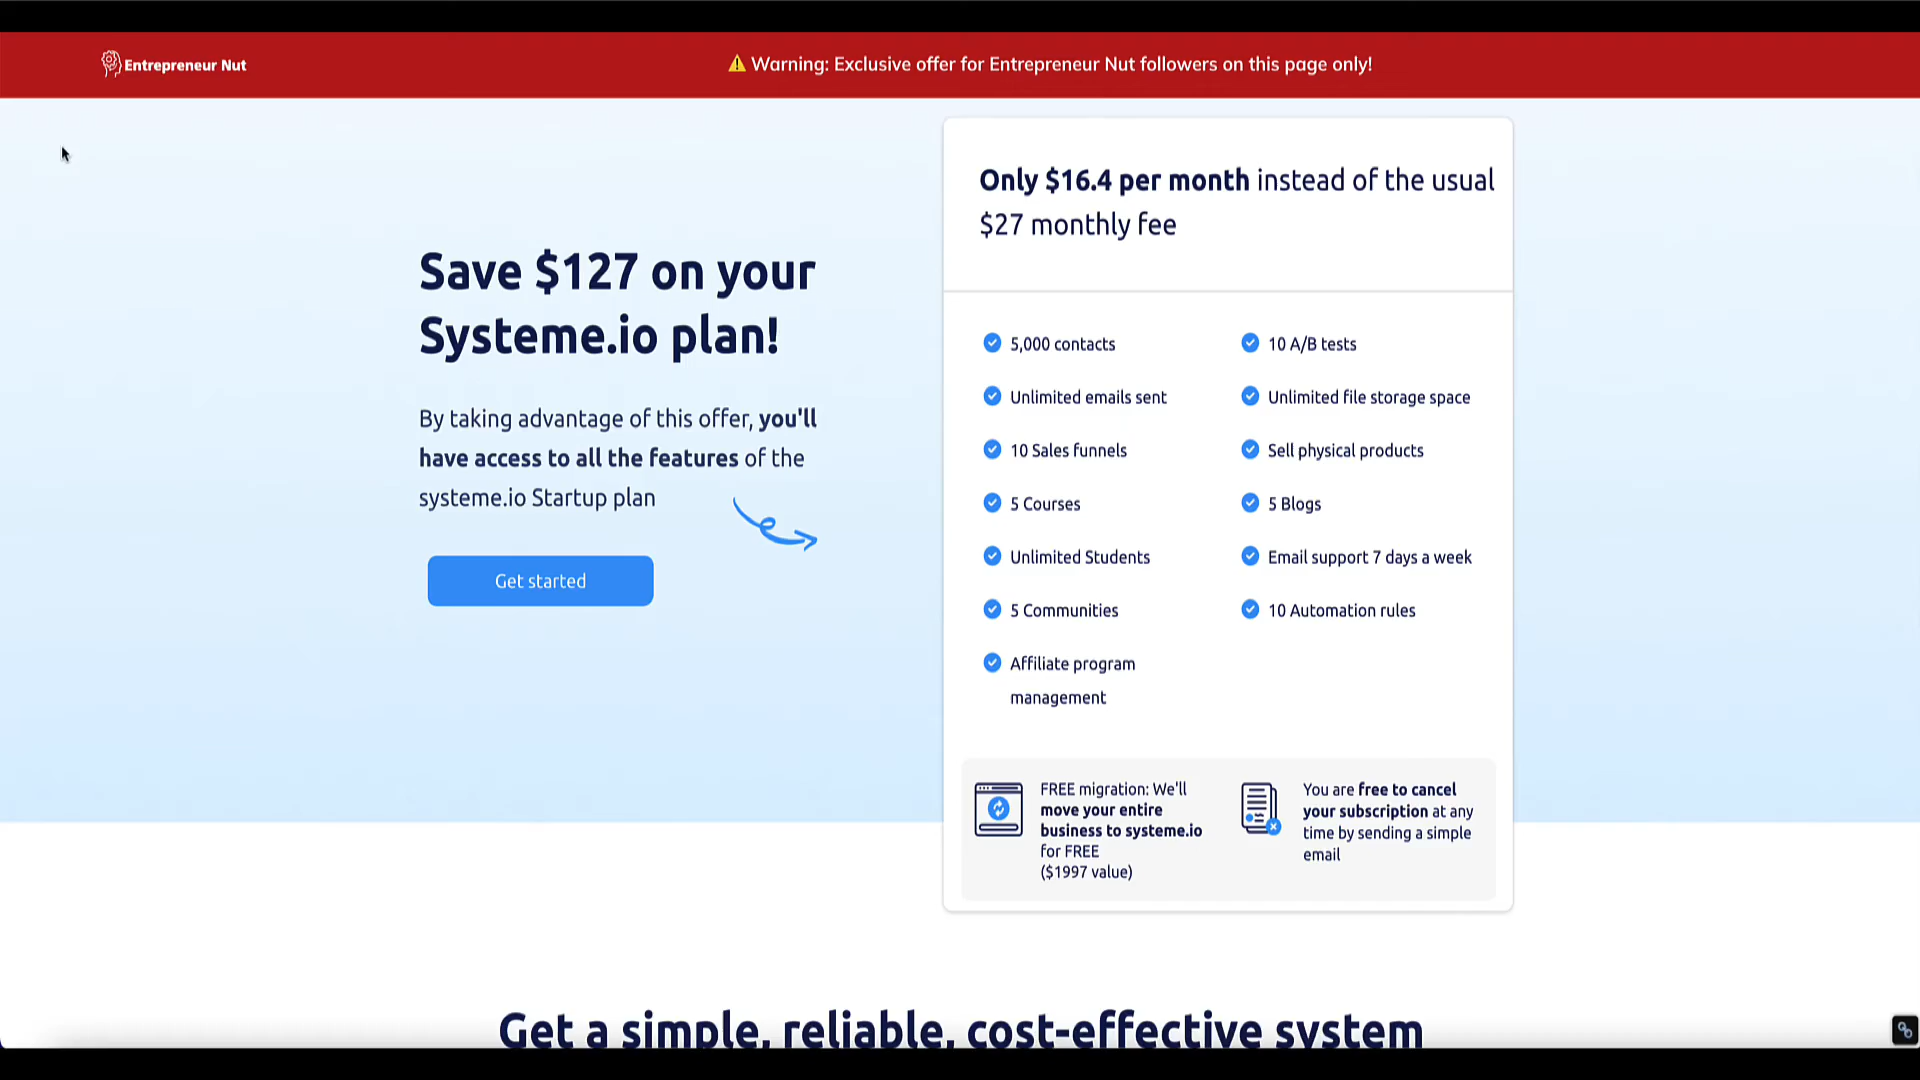 Entrepreneur Nut
⚠ Warning: Exclusive offer for Entrepreneur Nut followers on this page only!
Save $127 on your
Systeme.io plan!
By taking advantage of this offer, you'll
have access to all the features of the
systeme.io Startup plan
Get started
Only $16.4 per month instead of the usual
$27 monthly fee
5,000 contacts
Unlimited emails sent
10 Sales funnels
5 Courses
Unlimited Students
5 Communities
Affiliate program
management
10 A/B tests
Unlimited file storage space
Sell physical products
5 Blogs
Email support 7 days a week
10 Automation rules
FREE migration: We'll
move your entire
business to systeme.io
for FREE
($1997 value)
You are free to cancel
your subscription at any
time by sending a simple
email
Get a simple, reliable, cost-effective system